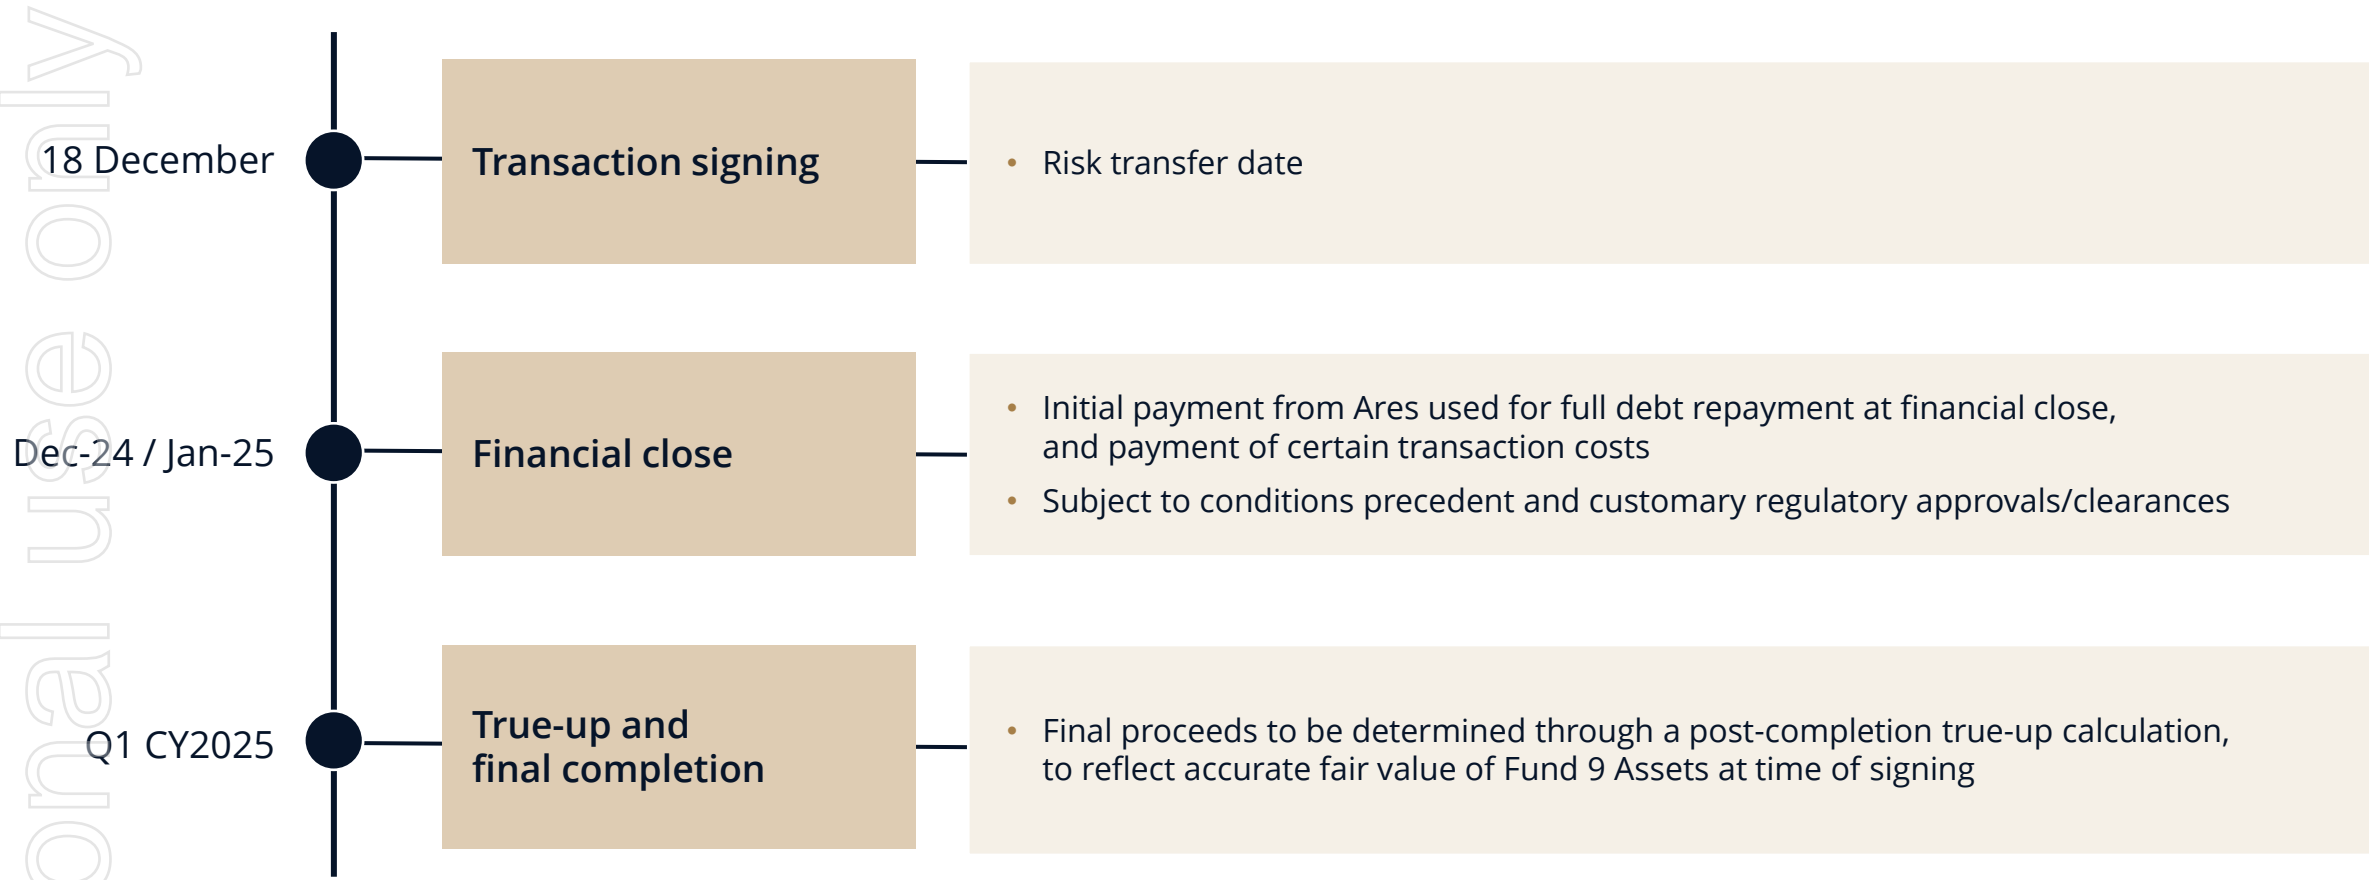 18 December
Transaction signing
• Risk transfer date
Dec-24 / Jan-25
Financial close
• Initial payment from Ares used for full debt repayment at financial close,
and payment of certain transaction costs
• Subject to conditions precedent and customary regulatory approvals/clearances
Q1 CY2025
True-up and
final completion
• Final proceeds to be determined through a post-completion true-up calculation,
to reflect accurate fair value of Fund 9 Assets at time of signing
onal use only